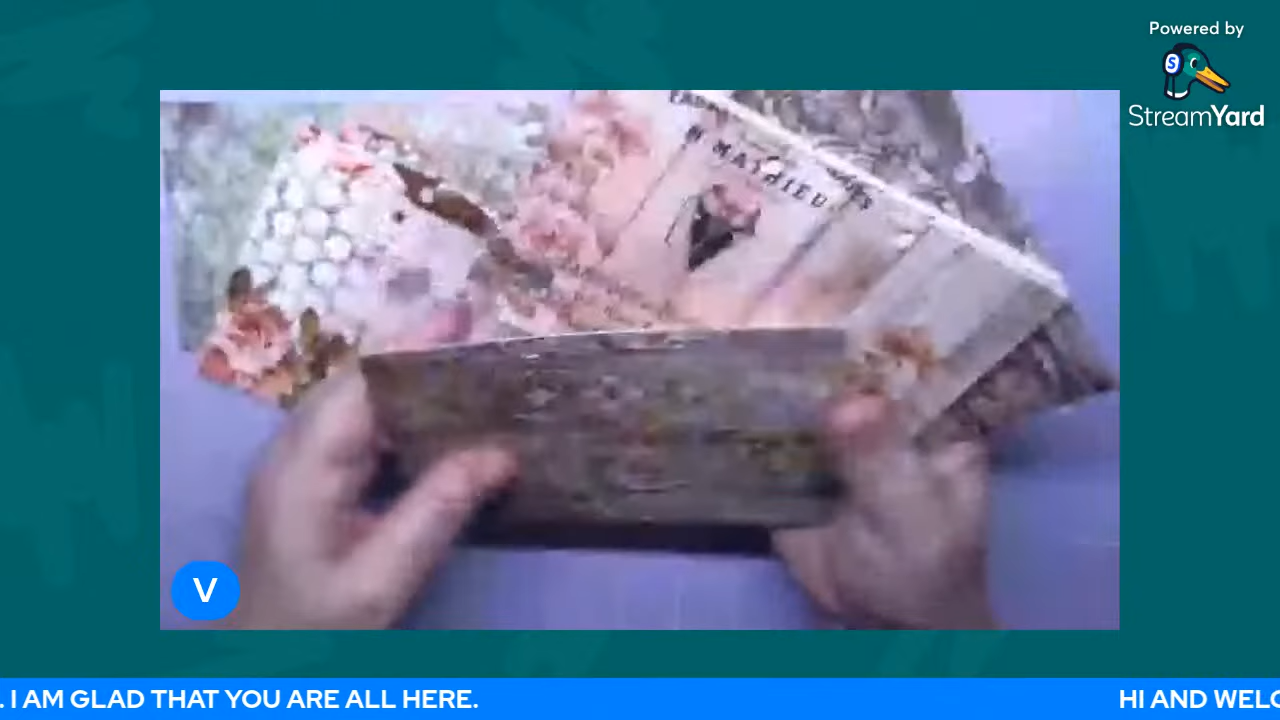 Powered by
S
StreamYard
H MATHIEU
V
. I AM GLAD THAT YOU ARE ALL HERE.
HI AND WELC